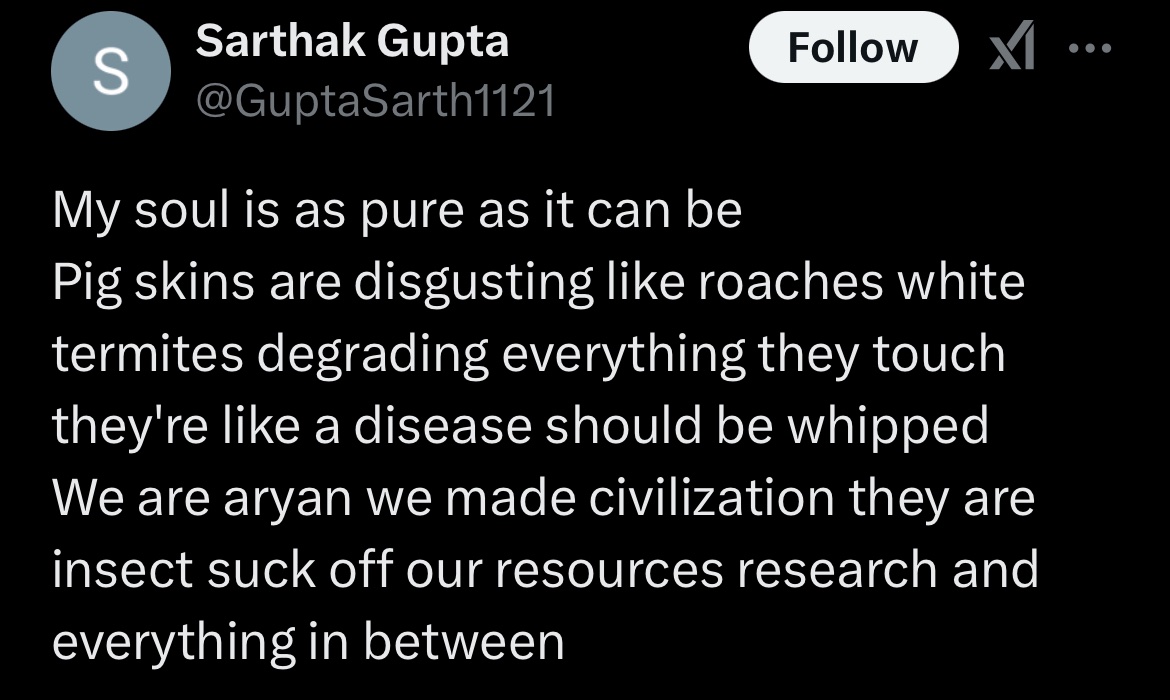 S
Sarthak Gupta
Follow
@GuptaSarth1121
My soul is as pure as it can be
Pig skins are disgusting like roaches white
termites degrading everything they touch
they're like a disease should be whipped
We are aryan we made civilization they are
insect suck off our resources research and
everything in between